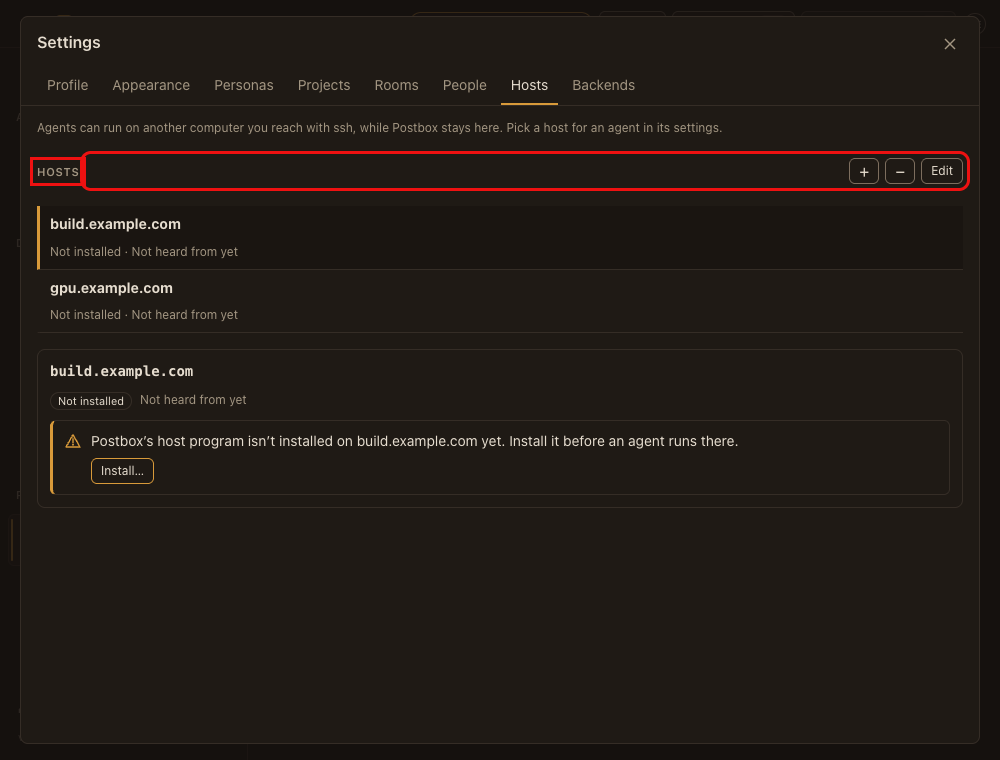 Settings
Profile Appearance Personas Projects Rooms People Hosts Backends
Agents can run on another computer you reach with ssh, while Postbox stays here. Pick a host for an agent in its settings.
HOSTS + − Edit
build.example.com
Not installed · Not heard from yet
gpu.example.com
Not installed · Not heard from yet
build.example.com
Not installed Not heard from yet
Postbox’s host program isn’t installed on build.example.com yet. Install it before an agent runs there.
Install…